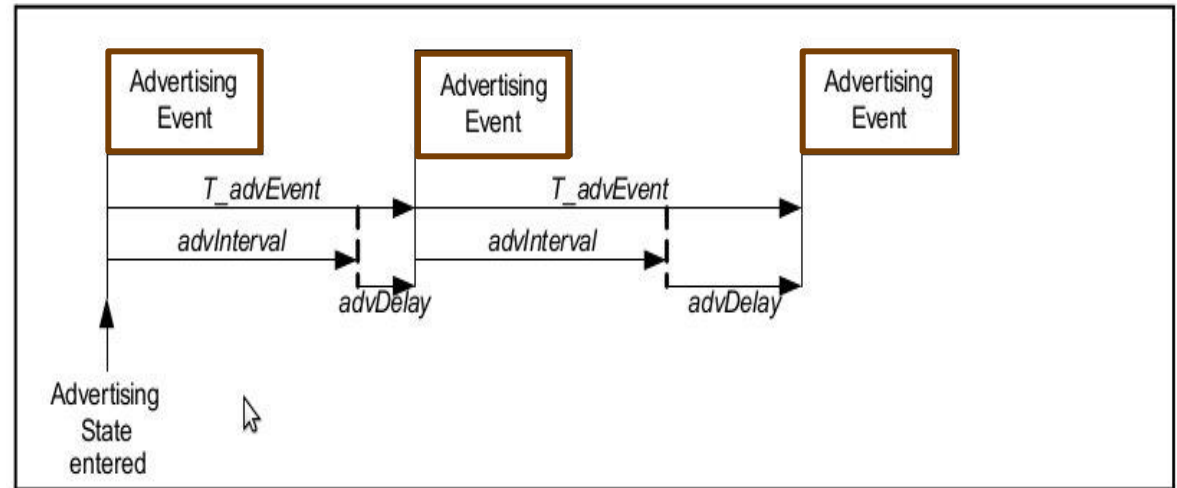 Advertising
Event
Advertising
Event
Advertising
Event
T_advEvent
T_advEvent
advInterval
advInterval
advDelay
advDelay
Advertising
State
entered